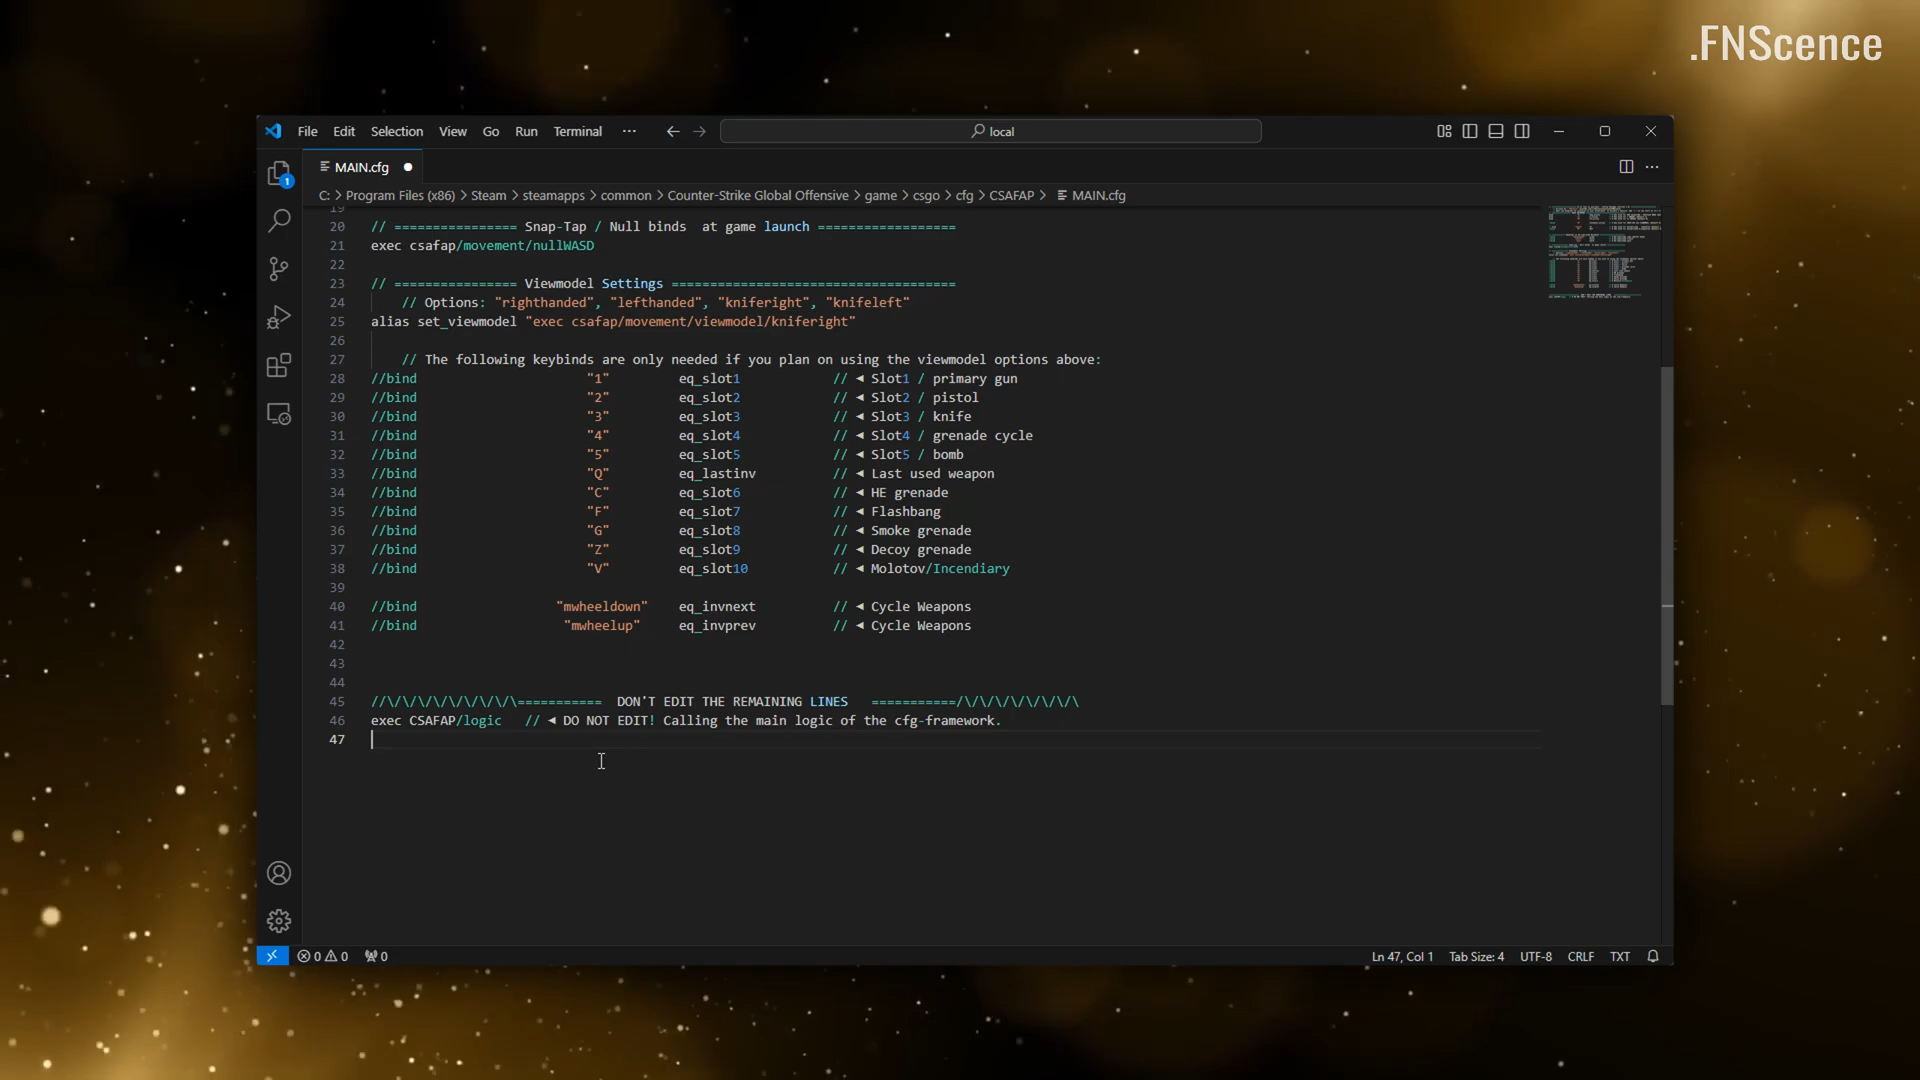 .FNScence
File Edit Selection View Go Run Terminal ··· local
MAIN.cfg
1
C: > Program Files (x86) > Steam > steamapps > common > Counter-Strike Global Offensive > game > csgo > cfg > CSAFAP > MAIN.cfg
19
20 // ================ Snap-Tap / Null binds  at game launch ==================
21 exec csafap/movement/nullWASD
22
23 // ================ Viewmodel Settings =====================================
24 // Options: "righthanded", "lefthanded", "kniferight", "knifeleft"
25 alias set_viewmodel "exec csafap/movement/viewmodel/kniferight"
26
27 // The following keybinds are only needed if you plan on using the viewmodel options above:
28 //bind "1" eq_slot1 // ◄ Slot1 / primary gun
29 //bind "2" eq_slot2 // ◄ Slot2 / pistol
30 //bind "3" eq_slot3 // ◄ Slot3 / knife
31 //bind "4" eq_slot4 // ◄ Slot4 / grenade cycle
32 //bind "5" eq_slot5 // ◄ Slot5 / bomb
33 //bind "Q" eq_lastinv // ◄ Last used weapon
34 //bind "C" eq_slot6 // ◄ HE grenade
35 //bind "F" eq_slot7 // ◄ Flashbang
36 //bind "G" eq_slot8 // ◄ Smoke grenade
37 //bind "Z" eq_slot9 // ◄ Decoy grenade
38 //bind "V" eq_slot10 // ◄ Molotov/Incendiary
39
40 //bind "mwheeldown" eq_invnext // ◄ Cycle Weapons
41 //bind "mwheelup" eq_invprev // ◄ Cycle Weapons
42
43
44
45 //\/\/\/\/\/\/\/\/\=========== DON'T EDIT THE REMAINING LINES ===========/\/\/\/\/\/\/\/\
46 exec CSAFAP/logic // ◄ DO NOT EDIT! Calling the main logic of the cfg-framework.
47
0 0 0 Ln 47, Col 1 Tab Size: 4 UTF-8 CRLF TXT